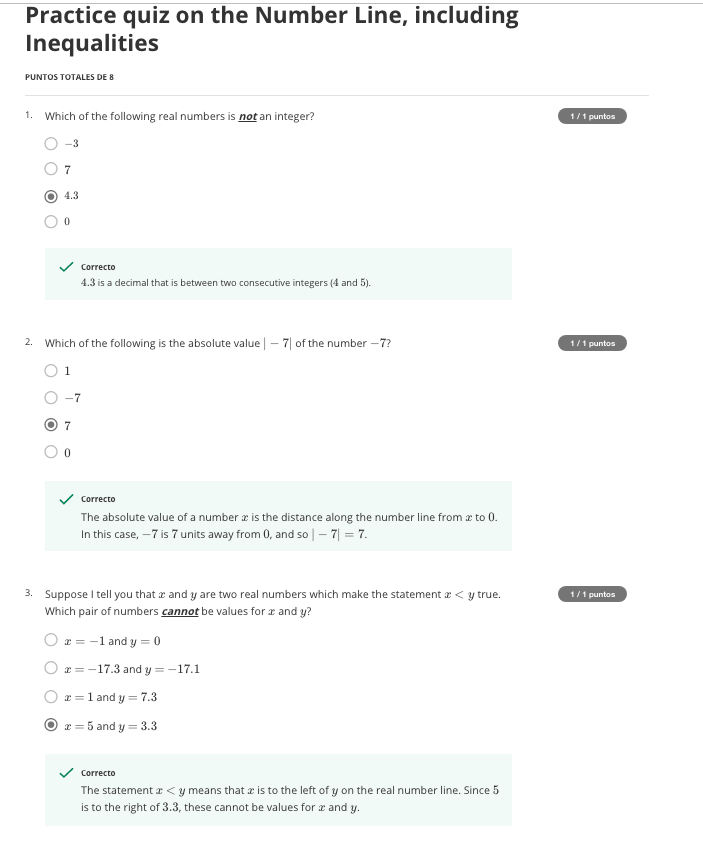 Practice quiz on the Number Line, including
Inequalities
PUNTOS TOTALES DE 8
1. Which of the following real numbers is not an integer?
1 / 1 puntos
−3
7
4.3
0
Correcto
4.3 is a decimal that is between two consecutive integers (4 and 5).
2. Which of the following is the absolute value | − 7| of the number −7?
1 / 1 puntos
1
−7
7
0
Correcto
The absolute value of a number x is the distance along the number line from x to 0.
In this case, −7 is 7 units away from 0, and so | − 7| = 7.
3. Suppose I tell you that x and y are two real numbers which make the statement x < y true.
Which pair of numbers cannot be values for x and y?
1 / 1 puntos
x = −1 and y = 0
x = −17.3 and y = −17.1
x = 1 and y = 7.3
x = 5 and y = 3.3
Correcto
The statement x < y means that x is to the left of y on the real number line. Since 5
is to the right of 3.3, these cannot be values for x and y.